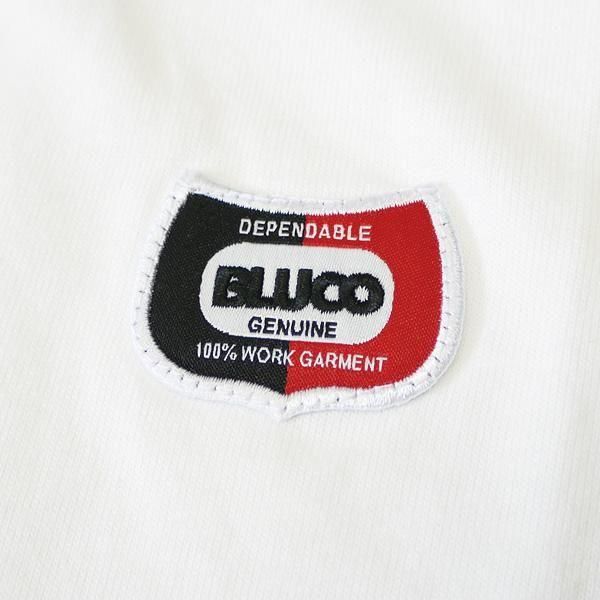 DEPENDABLE
BLUCO
GENUINE
100% WORK GARMENT